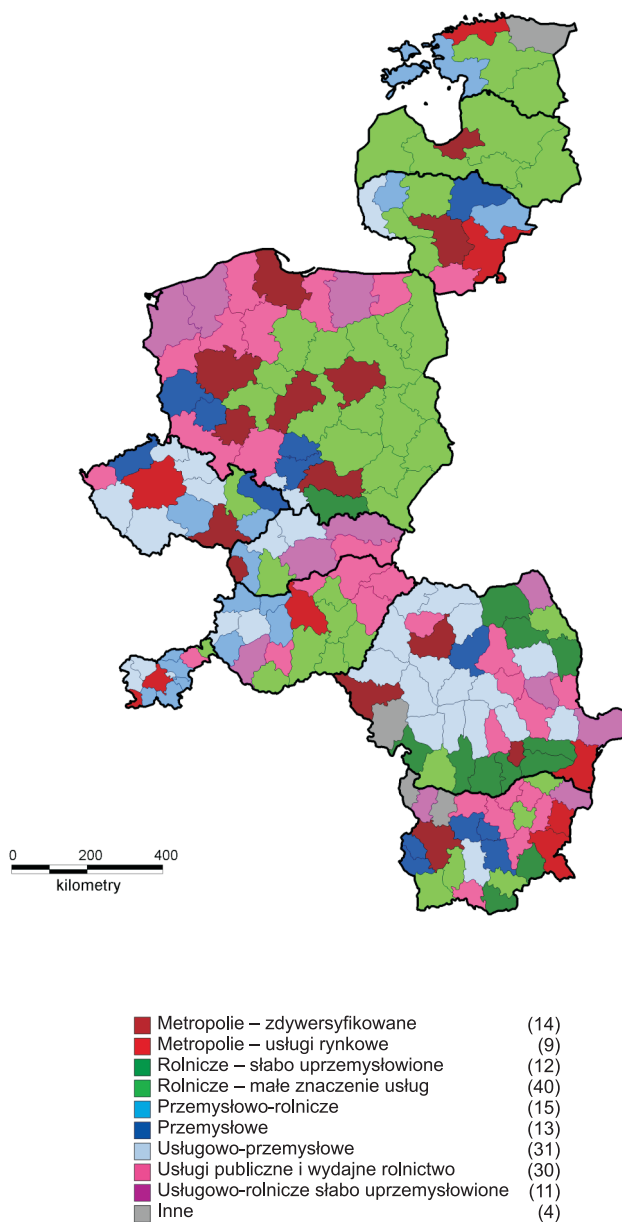 0 200 400
kilometry
Metropolie – zdywersyfikowane (14)
Metropolie – usługi rynkowe (9)
Rolnicze – słabo uprzemysłowione (12)
Rolnicze – małe znaczenie usług (40)
Przemysłowo-rolnicze (15)
Przemysłowe (13)
Usługowo-przemysłowe (31)
Usługi publiczne i wydajne rolnictwo (30)
Usługowo-rolnicze słabo uprzemysłowione (11)
Inne (4)